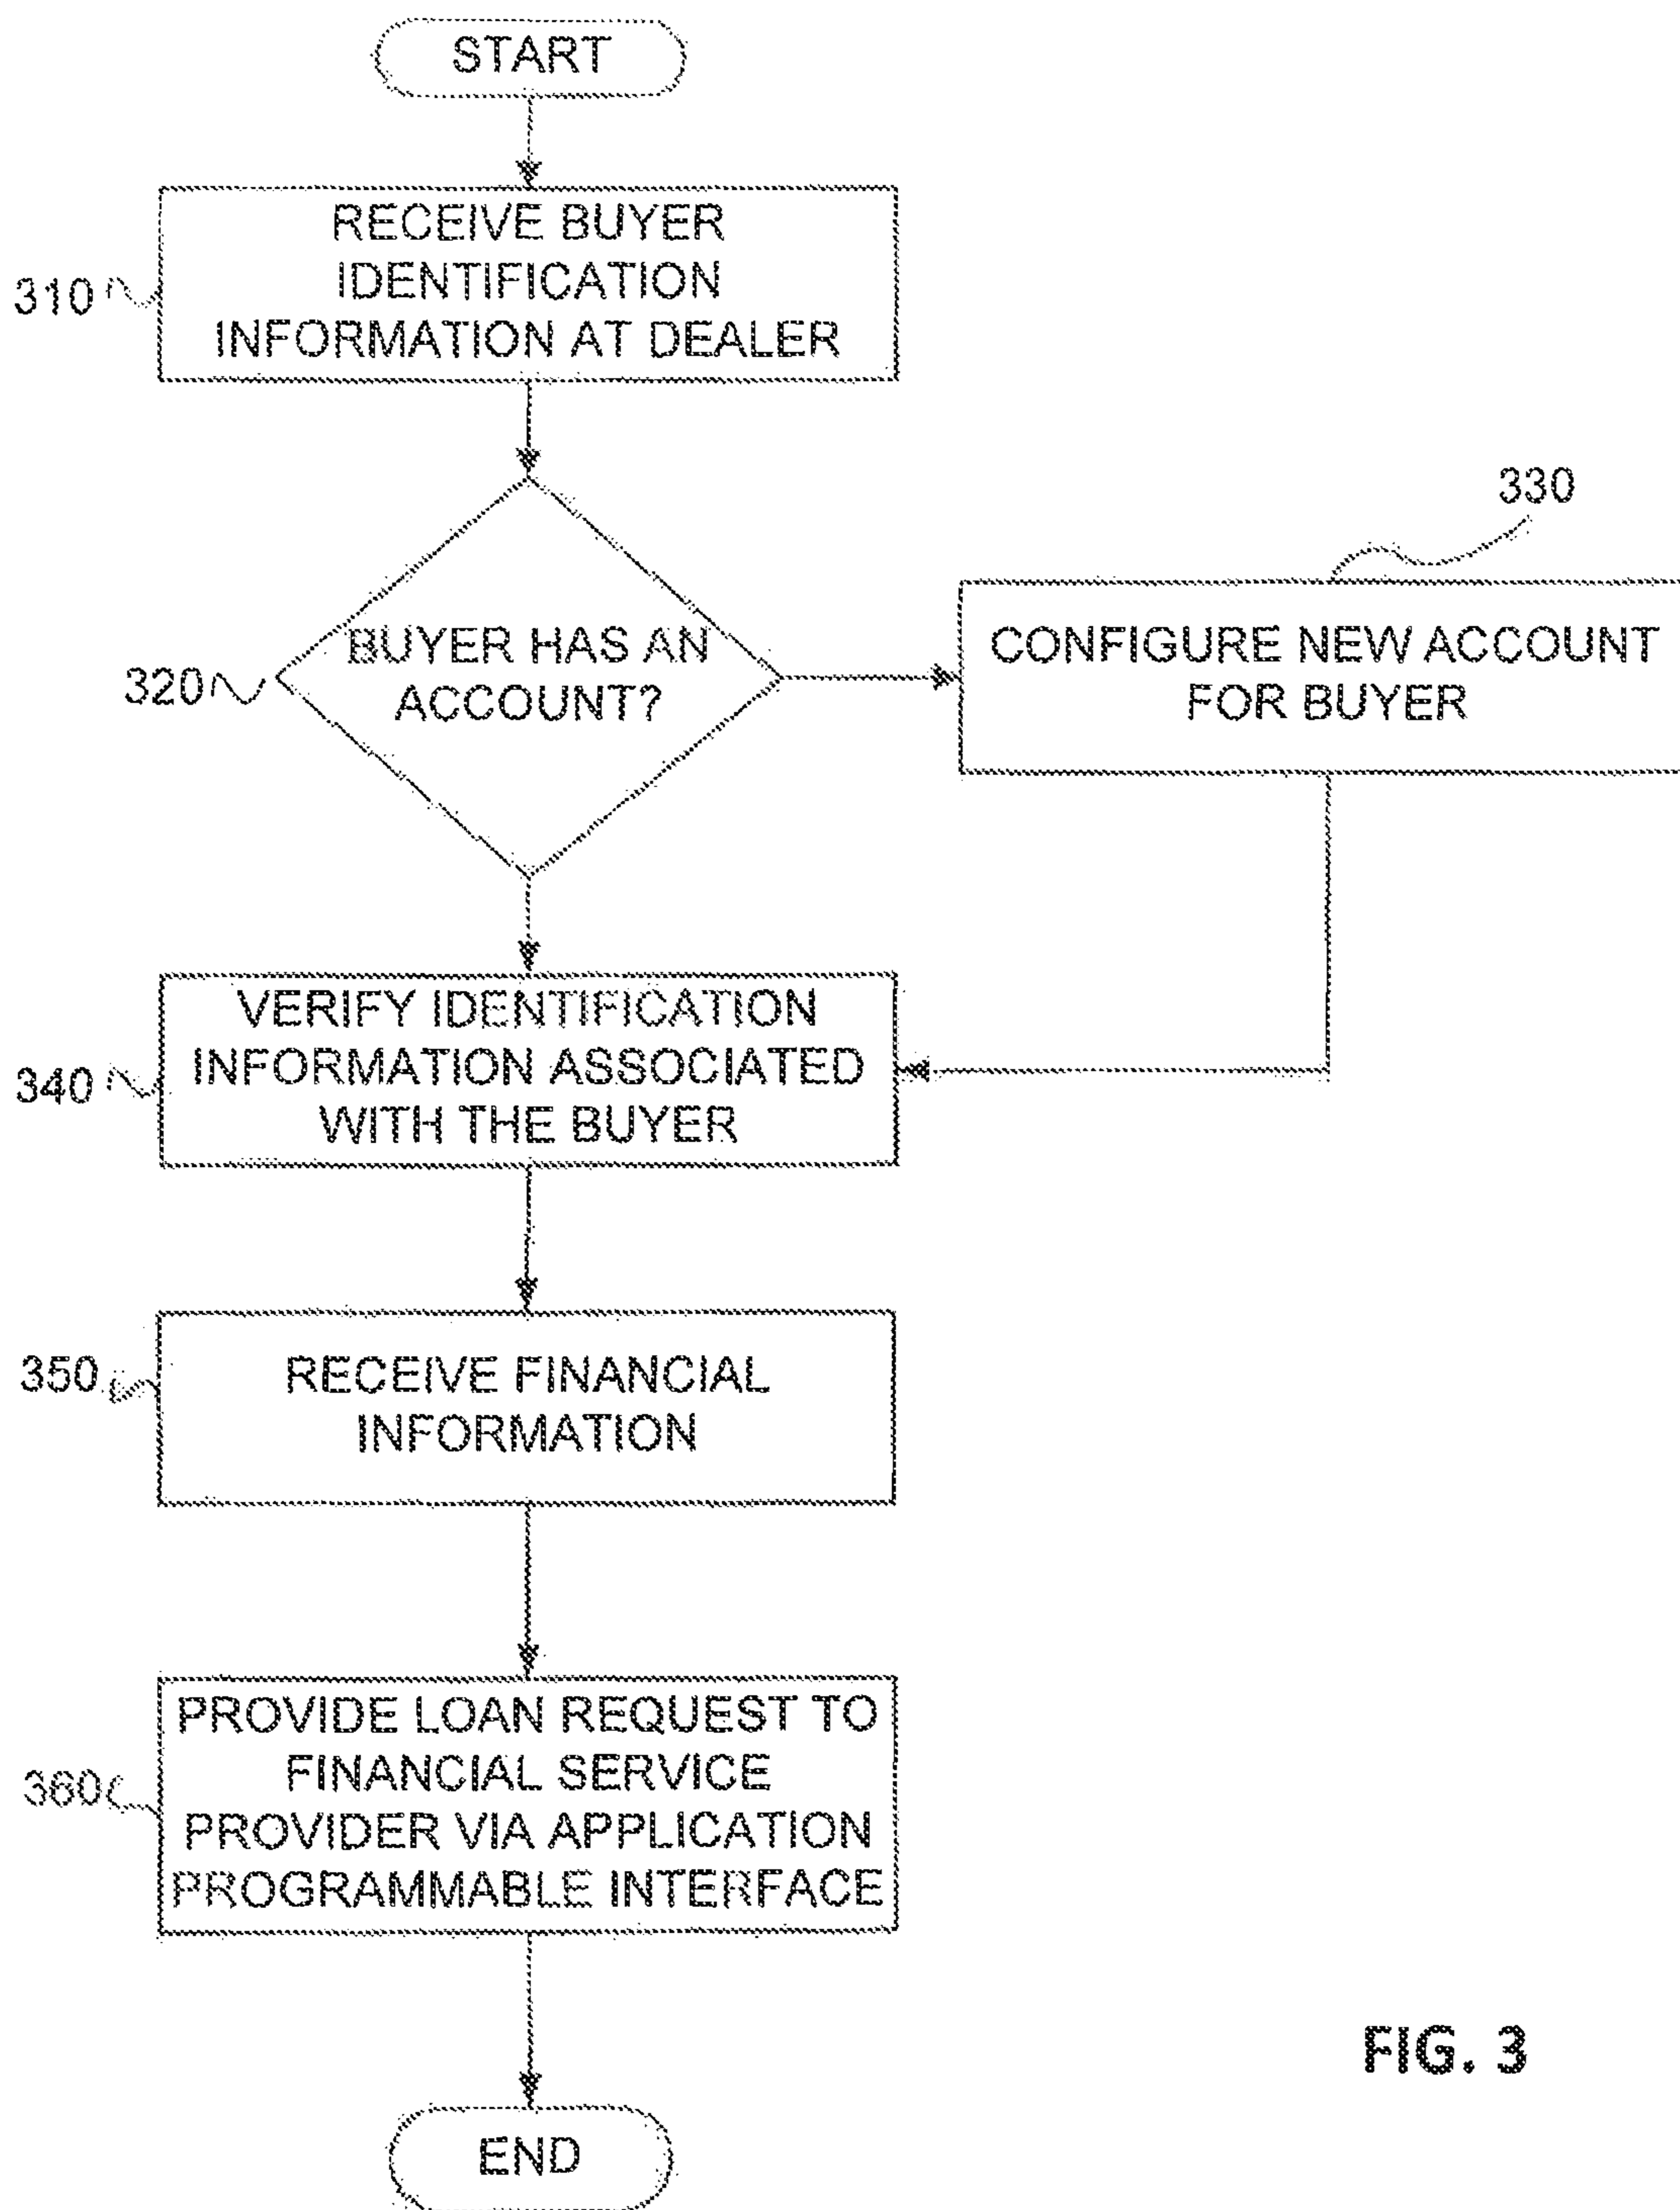 START
RECEIVE BUYER
IDENTIFICATION
INFORMATION AT DEALER
310
330
BUYER HAS AN
ACCOUNT?
320
CONFIGURE NEW ACCOUNT
FOR BUYER
VERIFY IDENTIFICATION
INFORMATION ASSOCIATED
WITH THE BUYER
340
RECEIVE FINANCIAL
INFORMATION
350
PROVIDE LOAN REQUEST TO
FINANCIAL SERVICE
PROVIDER VIA APPLICATION
PROGRAMMABLE INTERFACE
360
END
FIG. 3